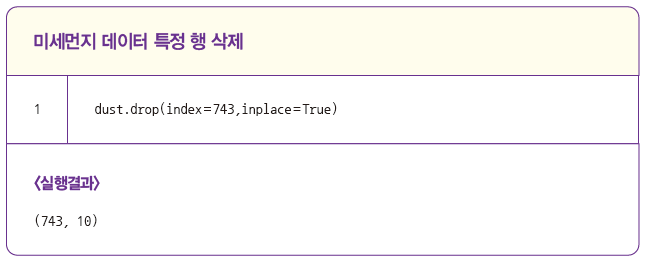 미세먼지 데이터 특정 행 삭제
1 dust.drop(index=743,inplace=True)
<실행결과>
(743, 10)